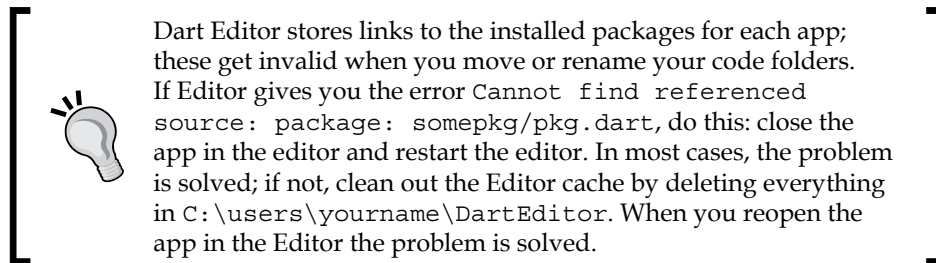 Dart Editor stores links to the installed packages for each app;
these get invalid when you move or rename your code folders.
If Editor gives you the error Cannot find referenced
source: package: somepkg/pkg.dart, do this: close the
app in the editor and restart the editor. In most cases, the problem
is solved; if not, clean out the Editor cache by deleting everything
in C:\users\yourname\DartEditor. When you reopen the
app in the Editor the problem is solved.